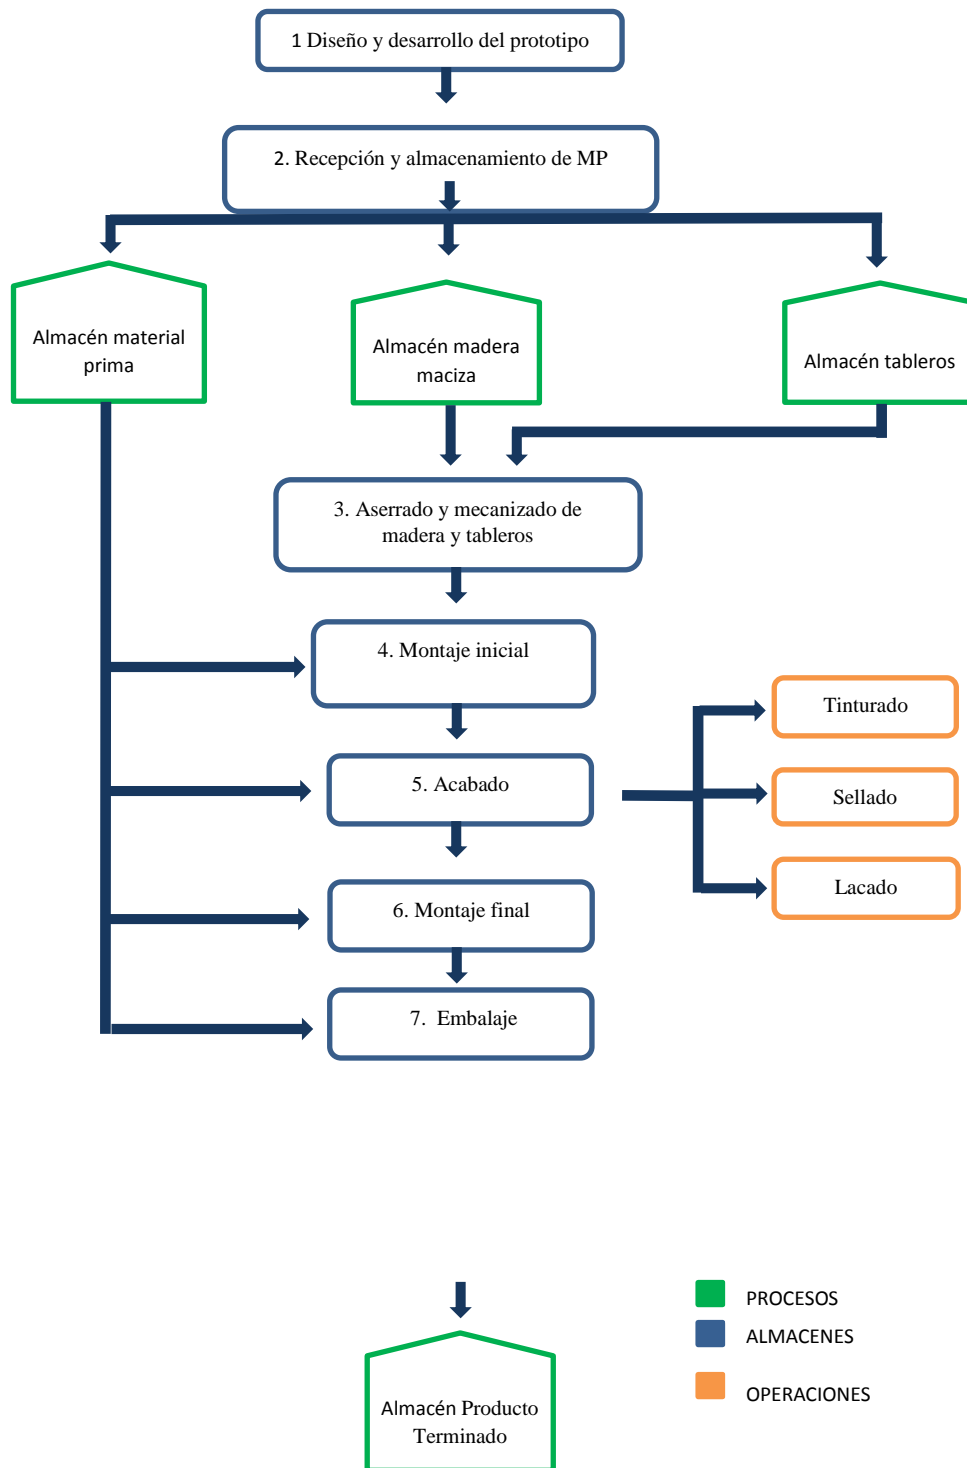 1 Diseño y desarrollo del prototipo
2. Recepción y almacenamiento de MP
Almacén material
prima
Almacén madera
maciza
Almacén tableros
3. Aserrado y mecanizado de
madera y tableros
4. Montaje inicial
Tinturado
5. Acabado
Sellado
Lacado
6. Montaje final
7. Embalaje
PROCESOS
ALMACENES
OPERACIONES
Almacén Producto
Terminado